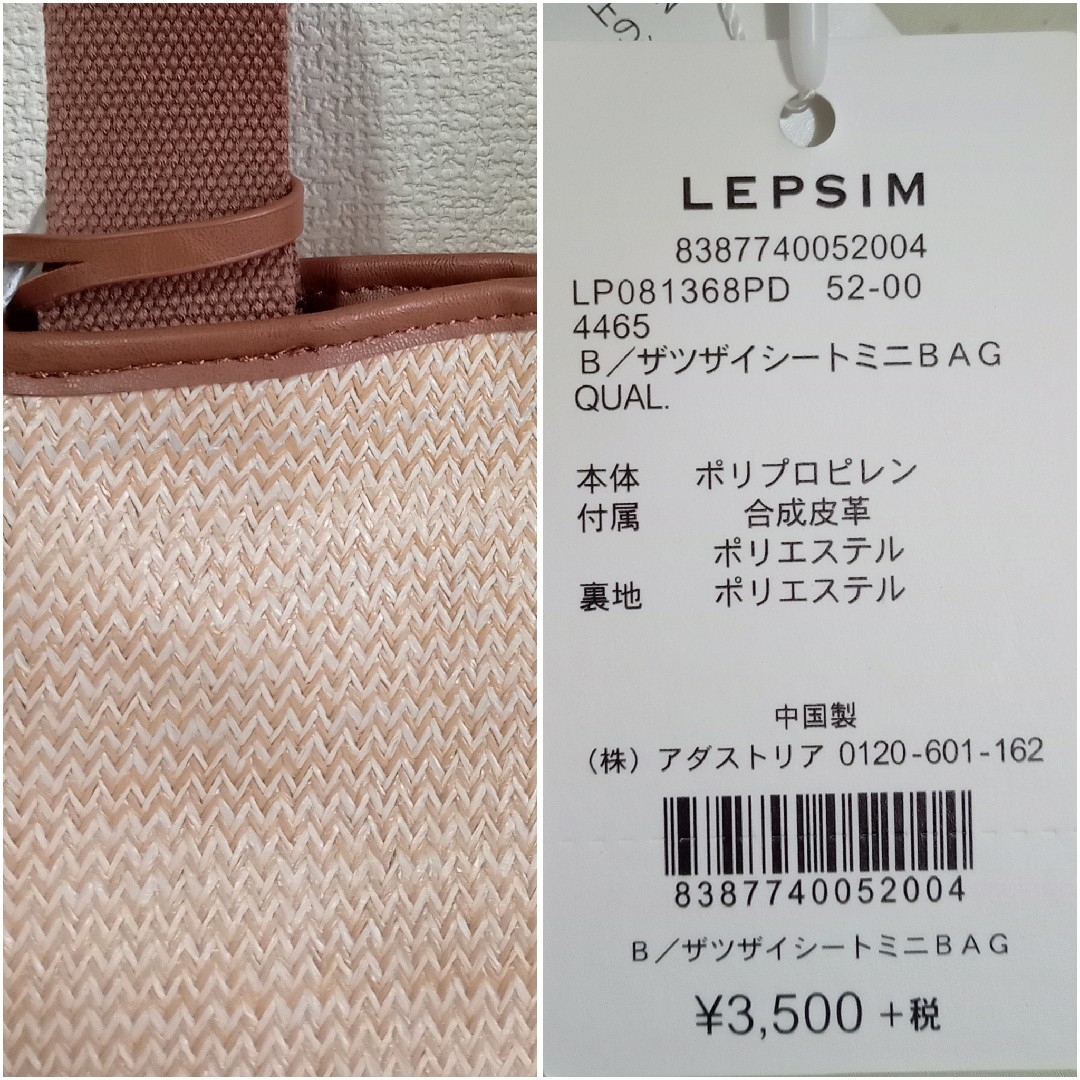 LEPSIM
8387740052004
LP081368PD 52-00
4465
B／ザツザイシートミニBAG
QUAL.
本体 ポリプロピレン
付属 合成皮革
ポリエステル
裏地 ポリエステル
中国製
（株）アダストリア 0120-601-162
8387740052004
B／ザツザイシートミニBAG
¥3,500 +税